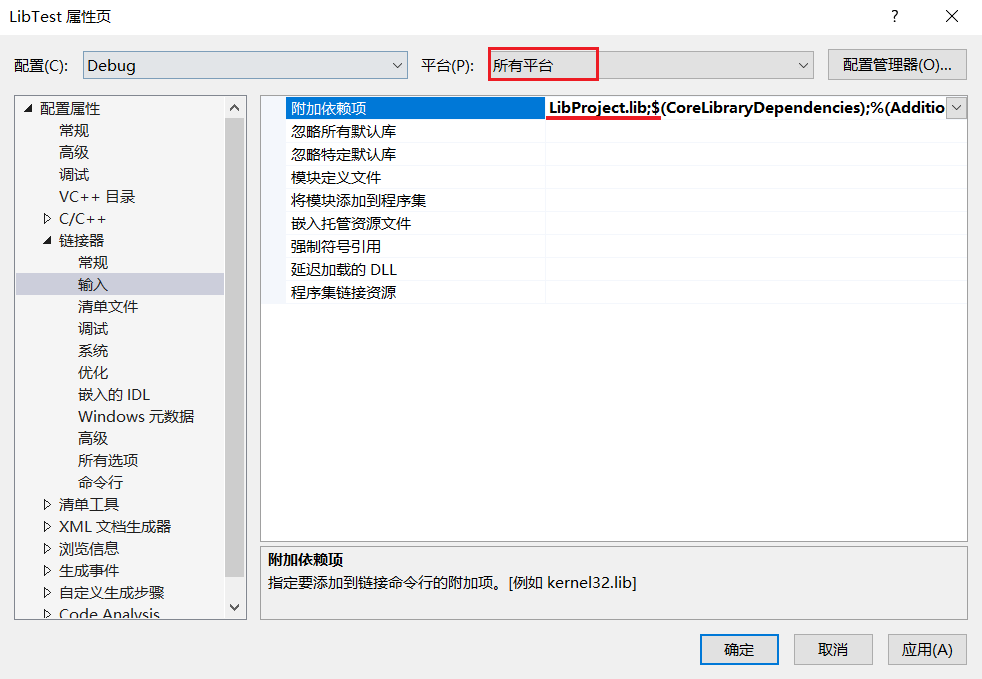 LibTest 属性页
配置(C): Debug 平台(P): 所有平台 配置管理器(O)...
配置属性
常规
高级
调试
VC++ 目录
C/C++
链接器
常规
输入
清单文件
调试
系统
优化
嵌入的 IDL
Windows 元数据
高级
所有选项
命令行
清单工具
XML 文档生成器
浏览信息
生成事件
自定义生成步骤
Code Analysis
附加依赖项 LibProject.lib;$(CoreLibraryDependencies);%(Additio
忽略所有默认库
忽略特定默认库
模块定义文件
将模块添加到程序集
嵌入托管资源文件
强制符号引用
延迟加载的 DLL
程序集链接资源
附加依赖项
指定要添加到链接命令行的附加项。[例如 kernel32.lib]
确定 取消 应用(A)